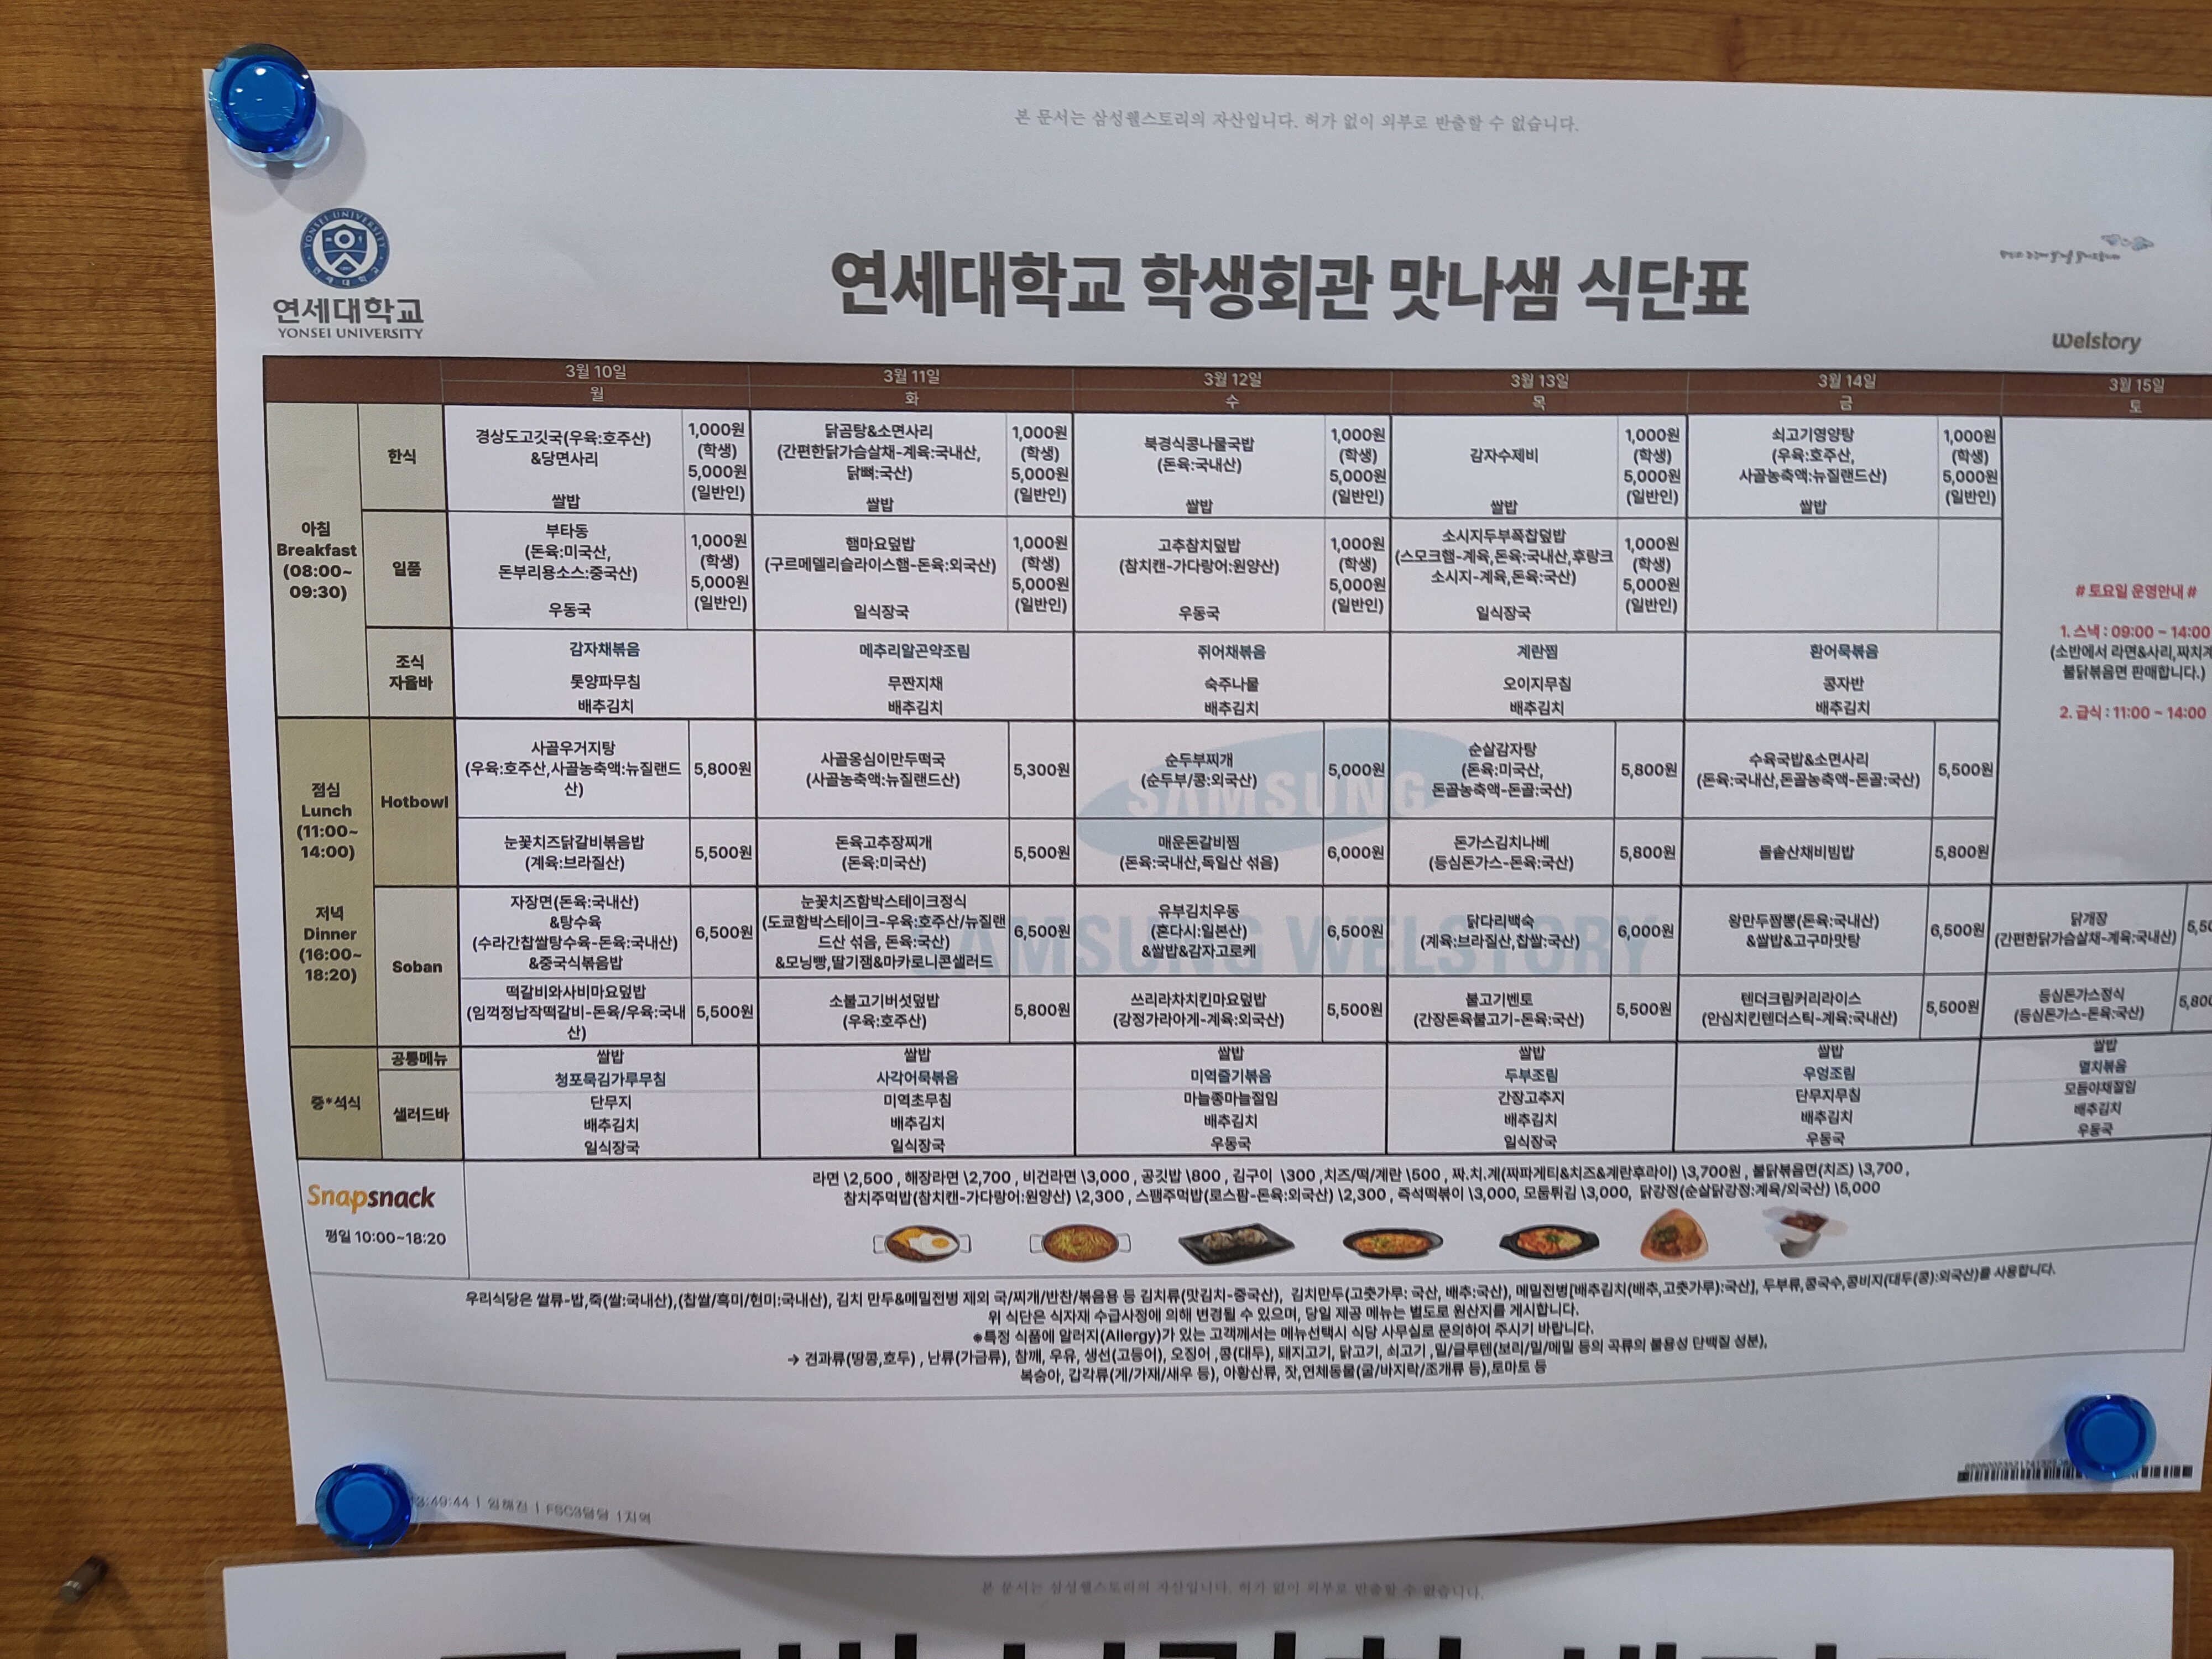 본 문서는 삼성웰스토리의 자산입니다. 허가 없이 외부로 반출할 수 없습니다.
YONSEI UNIVERSITY
연세대학교
YONSEI UNIVERSITY
연세대학교 학생회관 맛나샘 식단표
welstory
3월 10일 3월 11일 3월 12일 3월 13일 3월 14일 3월 15일
월 화 수 목 금 토
아침
Breakfast
(08:00~
09:30)
한식
경상도고깃국(우육:호주산)
&당면사리
쌀밥
1,000원
(학생)
5,000원
(일반인)
닭곰탕&소면사리
(간편한닭가슴살채-계육:국내산,
닭뼈:국산)
쌀밥
1,000원
(학생)
5,000원
(일반인)
북경식콩나물국밥
(돈육:국내산)
쌀밥
1,000원
(학생)
5,000원
(일반인)
감자수제비
쌀밥
1,000원
(학생)
5,000원
(일반인)
쇠고기영양탕
(우육:호주산,
사골농축액:뉴질랜드산)
쌀밥
1,000원
(학생)
5,000원
(일반인)
일품
부타동
(돈육:미국산,
돈부리용소스:중국산)
우동국
1,000원
(학생)
5,000원
(일반인)
햄마요덮밥
(구르메델리슬라이스햄-돈육:외국산)
일식장국
1,000원
(학생)
5,000원
(일반인)
고추참치덮밥
(참치캔-가다랑어:원양산)
우동국
1,000원
(학생)
5,000원
(일반인)
소시지두부폭찹덮밥
(스모크햄-계육,돈육:국내산,후랑크
소시지-계육,돈육:국산)
일식장국
1,000원
(학생)
5,000원
(일반인)
조식
자율바
감자채볶음
톳양파무침
배추김치
메추리알곤약조림
무짠지채
배추김치
쥐어채볶음
숙주나물
배추김치
계란찜
오이지무침
배추김치
환어묵볶음
콩자반
배추김치
# 토요일 운영안내 #
1. 스낵 : 09:00 ~ 14:00
(소반에서 라면&사리,짜치계
불닭볶음면 판매합니다.)
2. 급식 : 11:00 ~ 14:00
점심
Lunch
(11:00~
14:00)
저녁
Dinner
(16:00~
18:20)
Hotbowl
사골우거지탕
(우육:호주산,사골농축액:뉴질랜드
산)
5,800원
사골옹심이만두떡국
(사골농축액:뉴질랜드산)
5,300원
순두부찌개
(순두부/콩:외국산)
5,000원
순살감자탕
(돈육:미국산,
돈골농축액-돈골:국산)
5,800원
수육국밥&소면사리
(돈육:국내산,돈골농축액-돈골:국산)
5,500원
눈꽃치즈닭갈비볶음밥
(계육:브라질산)
5,500원
돈육고추장찌개
(돈육:미국산)
5,500원
매운돈갈비찜
(돈육:국내산,독일산 섞음)
6,000원
돈가스김치나베
(등심돈가스-돈육:국산)
5,800원
돌솥산채비빔밥
5,800원
SAMSUNG
SAMSUNG WELSTORY
Soban
자장면(돈육:국내산)
&탕수육
(수라간찹쌀탕수육-돈육:국내산)
&중국식볶음밥
6,500원
눈꽃치즈함박스테이크정식
(도쿄함박스테이크-우육:호주산/뉴질랜
드산 섞음, 돈육:국산)
&모닝빵,딸기잼&마카로니콘샐러드
6,500원
유부김치우동
(혼다시:일본산)
&쌀밥&감자고로케
6,500원
닭다리백숙
(계육:브라질산,찹쌀:국산)
6,000원
왕만두짬뽕(돈육:국내산)
&쌀밥&고구마맛탕
6,500원
닭개장
(간편한닭가슴살채-계육:국내산)
5,50
떡갈비와사비마요덮밥
(임꺽정납작떡갈비-돈육/우육:국내
산)
5,500원
소불고기버섯덮밥
(우육:호주산)
5,800원
쓰리라차치킨마요덮밥
(강정가라아게-계육:외국산)
5,500원
불고기벤토
(간장돈육불고기-돈육:국산)
5,500원
텐더크림커리라이스
(안심치킨텐더스틱-계육:국내산)
5,500원
등심돈가스정식
(등심돈가스-돈육:국산)
5,800
중*석식
공통메뉴
쌀밥 쌀밥 쌀밥 쌀밥 쌀밥 쌀밥
샐러드바
청포묵김가루무침 사각어묵볶음 미역줄기볶음 두부조림 우엉조림 멸치볶음
단무지 미역초무침 마늘쫑마늘절임 간장고추지 단무지무침 모듬야채절임
배추김치 배추김치 배추김치 배추김치 배추김치 배추김치
일식장국 일식장국 우동국 일식장국 우동국 우동국
Snapsnack
평일 10:00~18:20
라면 \2,500 , 해장라면 \2,700 , 비건라면 \3,000 , 공깃밥 \800 , 김구이 \300 , 치즈/떡/계란 \500 , 짜.치.계(짜파게티&치즈&계란후라이) \3,700원 , 불닭볶음면(치즈) \3,700 ,
참치주먹밥(참치캔-가다랑어:원양산) \2,300 , 스팸주먹밥(로스팜-돈육:외국산) \2,300 , 즉석떡볶이 \3,000, 모둠튀김 \3,000, 닭강정(순살닭강정:계육/외국산) \5,000
우리식당은 쌀류-밥,죽(쌀:국내산),(찹쌀/흑미/현미:국내산), 김치 만두&메밀전병 제외 국/찌개/반찬/볶음용 등 김치류(맛김치-중국산), 김치만두(고춧가루: 국산, 배추:국산), 메밀전병[배추김치(배추,고춧가루):국산], 두부류,콩국수,콩비지(대두(콩):외국산)를 사용합니다.
위 식단은 식자재 수급사정에 의해 변경될 수 있으며, 당일 제공 메뉴는 별도로 원산지를 게시합니다.
※특정 식품에 알러지(Allergy)가 있는 고객께서는 메뉴선택시 식당 사무실로 문의하여 주시기 바랍니다.
→ 견과류(땅콩,호두) , 난류(가금류), 참깨, 우유, 생선(고등어), 오징어 ,콩(대두), 돼지고기, 닭고기, 쇠고기 ,밀/글루텐(보리/밀/메밀 등의 곡류의 불용성 단백질 성분),
복숭아, 갑각류(게/가재/새우 등), 아황산류, 잣,연체동물(굴/바지락/조개류 등),토마토 등
3:49:44 | 임해진 | FSC3담당 1지역
본 문서는 삼성웰스토리의 자산입니다. 허가 없이 외부로 반출할 수 없습니다.